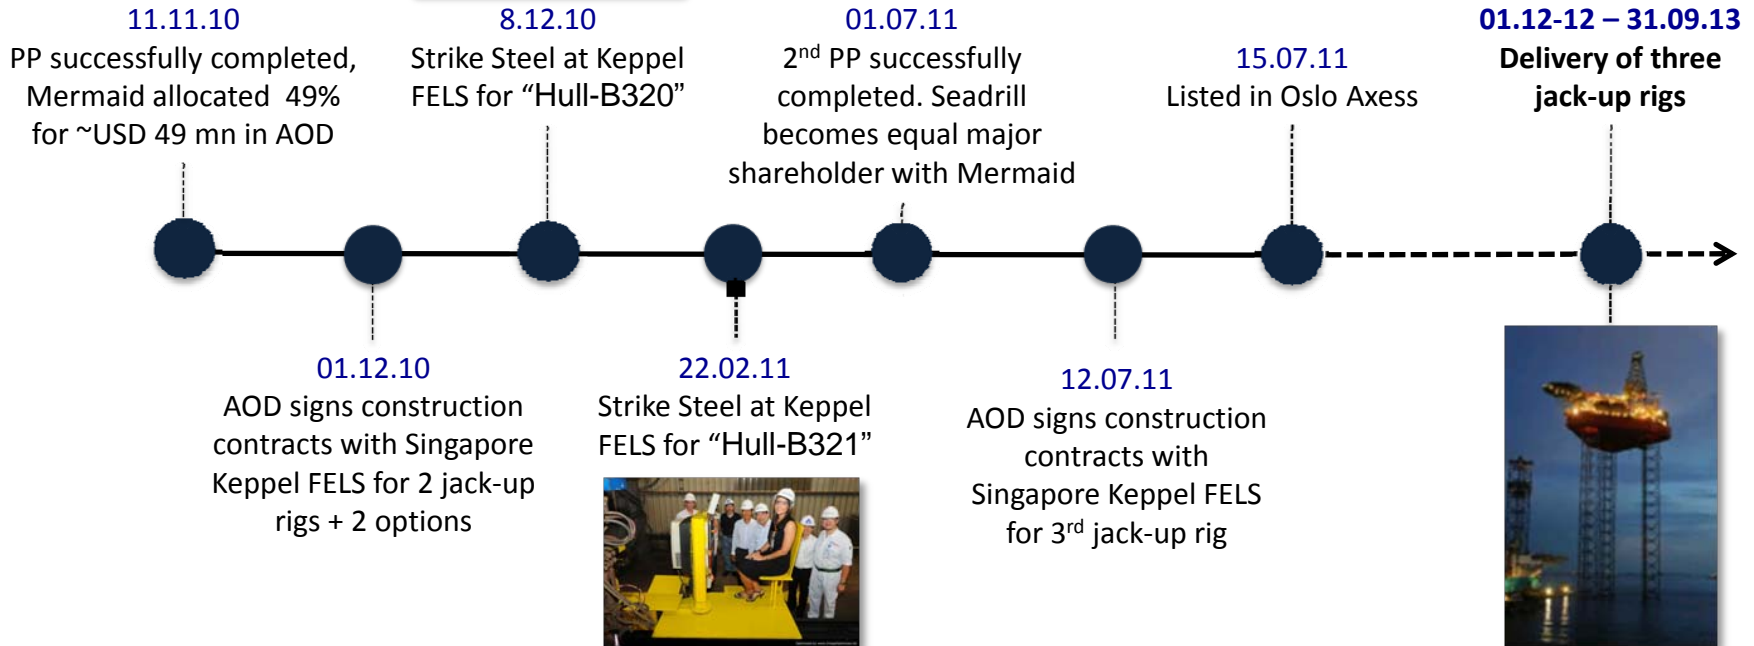 11.11.10
PP successfully completed,
Mermaid allocated 49%
for ~USD 49 mn in AOD
8.12.10
Strike Steel at Keppel
FELS for “Hull-B320”
01.07.11
2nd PP successfully
completed. Seadrill
becomes equal major
shareholder with Mermaid
15.07.11
Listed in Oslo Axess
01.12-12 – 31.09.13
Delivery of three
jack-up rigs
01.12.10
AOD signs construction
contracts with Singapore
Keppel FELS for 2 jack-up
rigs + 2 options
22.02.11
Strike Steel at Keppel
FELS for “Hull-B321”
12.07.11
AOD signs construction
contracts with
Singapore Keppel FELS
for 3rd jack-up rig